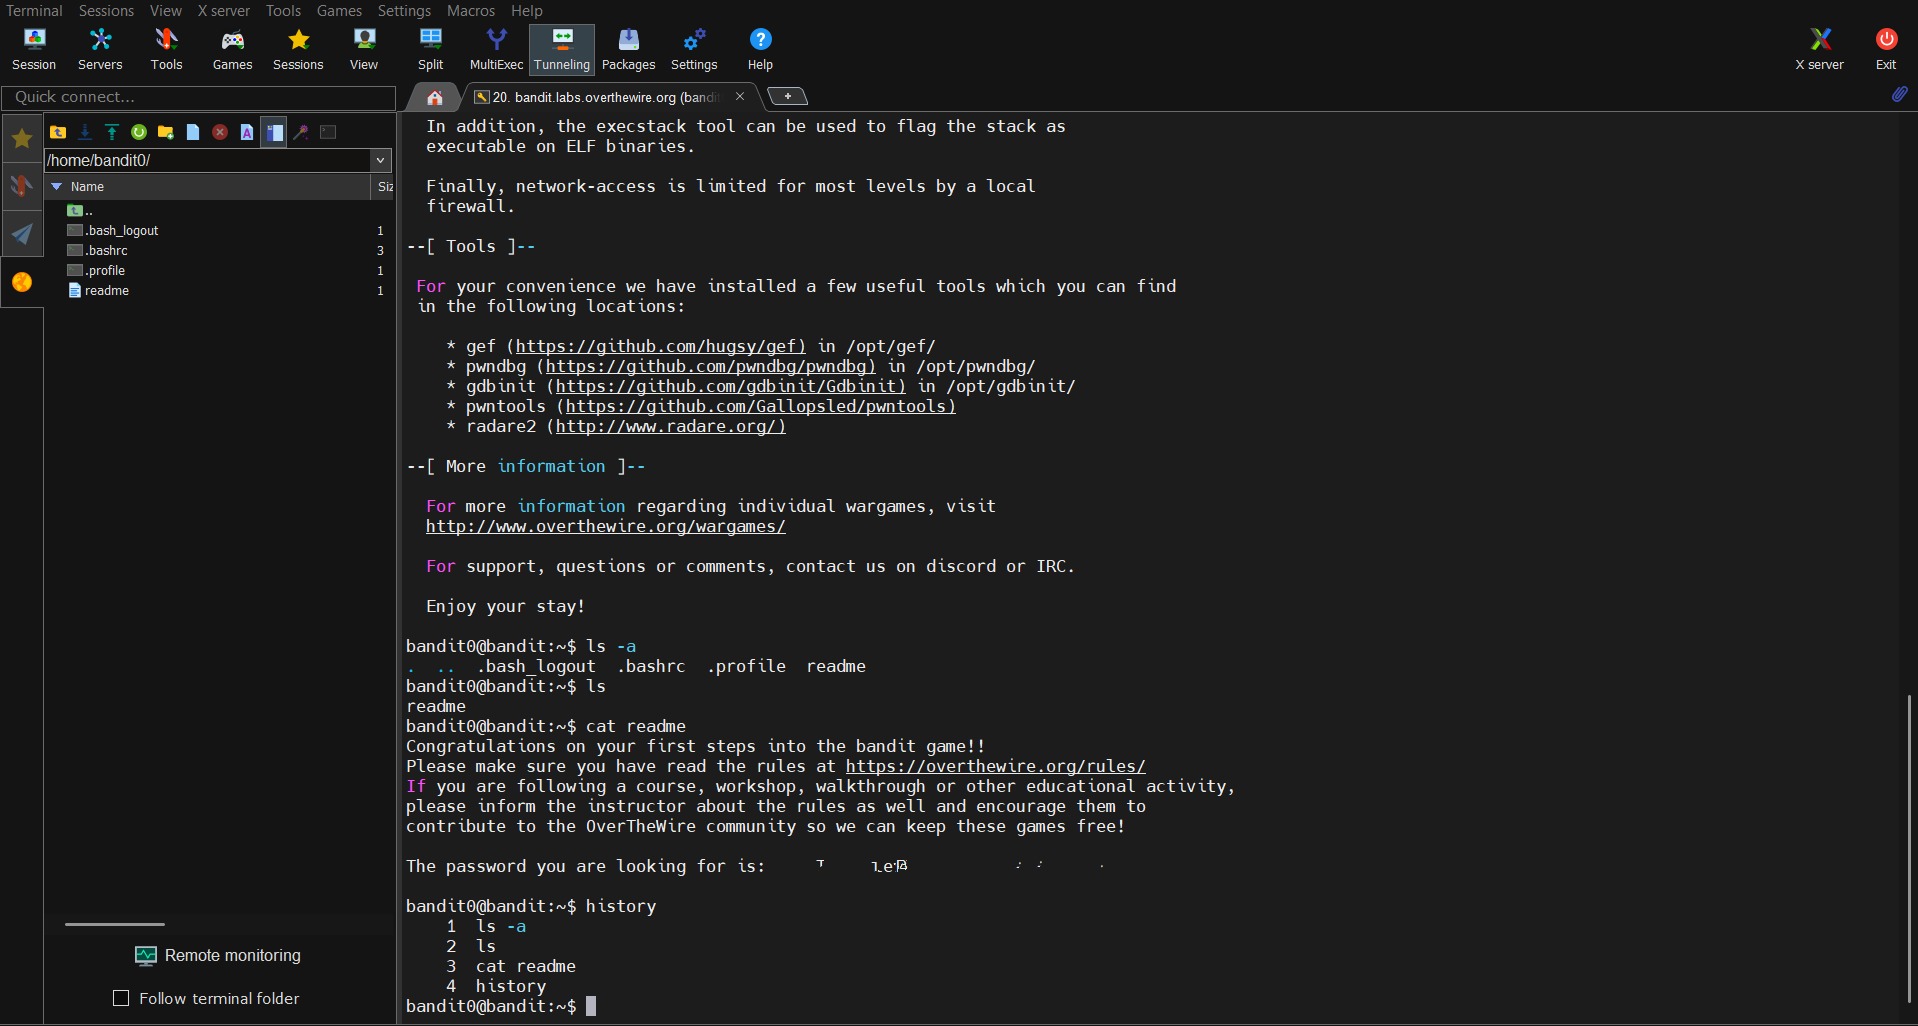 Terminal Sessions View X server Tools Games Settings Macros Help
Session Servers Tools Games Sessions View Split MultiExec Tunneling Packages Settings Help X server Exit
Quick connect...
20. bandit.labs.overthewire.org (bandit
/home/bandit0/
Name Siz
..
.bash_logout 1
.bashrc 3
.profile 1
readme 1
Remote monitoring
Follow terminal folder
In addition, the execstack tool can be used to flag the stack as
executable on ELF binaries.
Finally, network-access is limited for most levels by a local
firewall.
--[ Tools ]--
For your convenience we have installed a few useful tools which you can find
in the following locations:
* gef (https://github.com/hugsy/gef) in /opt/gef/
* pwndbg (https://github.com/pwndbg/pwndbg) in /opt/pwndbg/
* gdbinit (https://github.com/gdbinit/Gdbinit) in /opt/gdbinit/
* pwntools (https://github.com/Gallopsled/pwntools)
* radare2 (http://www.radare.org/)
--[ More information ]--
For more information regarding individual wargames, visit
http://www.overthewire.org/wargames/
For support, questions or comments, contact us on discord or IRC.
Enjoy your stay!
bandit0@bandit:~$ ls -a
. .. .bash_logout .bashrc .profile readme
bandit0@bandit:~$ ls
readme
bandit0@bandit:~$ cat readme
Congratulations on your first steps into the bandit game!!
Please make sure you have read the rules at https://overthewire.org/rules/
If you are following a course, workshop, walkthrough or other educational activity,
please inform the instructor about the rules as well and encourage them to
contribute to the OverTheWire community so we can keep these games free!
The password you are looking for is:
bandit0@bandit:~$ history
1 ls -a
2 ls
3 cat readme
4 history
bandit0@bandit:~$